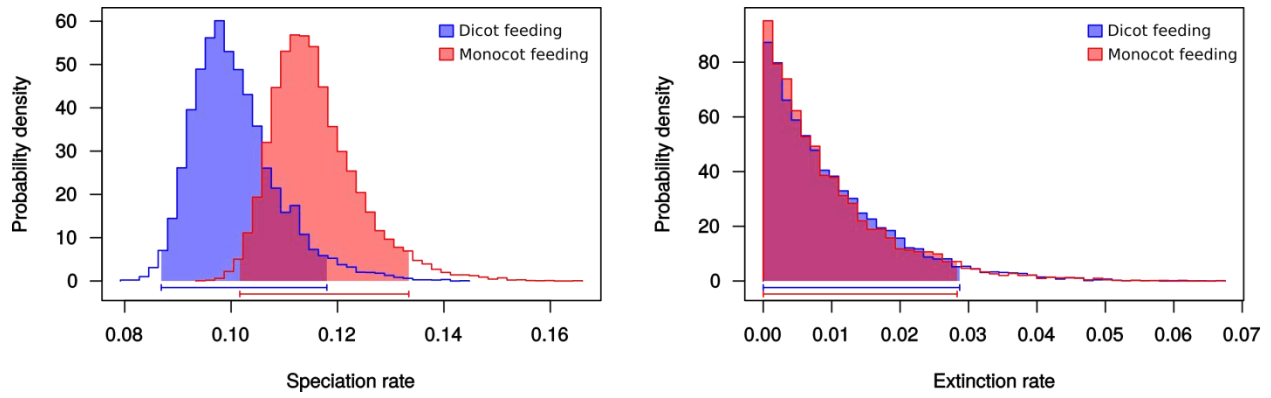 Probability density
60
50
40
30
20
10
0
Dicot feeding
Monocot feeding
0.08 0.10 0.12 0.14 0.16
Speciation rate
Probability density
80
60
40
20
0
Dicot feeding
Monocot feeding
0.00 0.01 0.02 0.03 0.04 0.05 0.06 0.07
Extinction rate